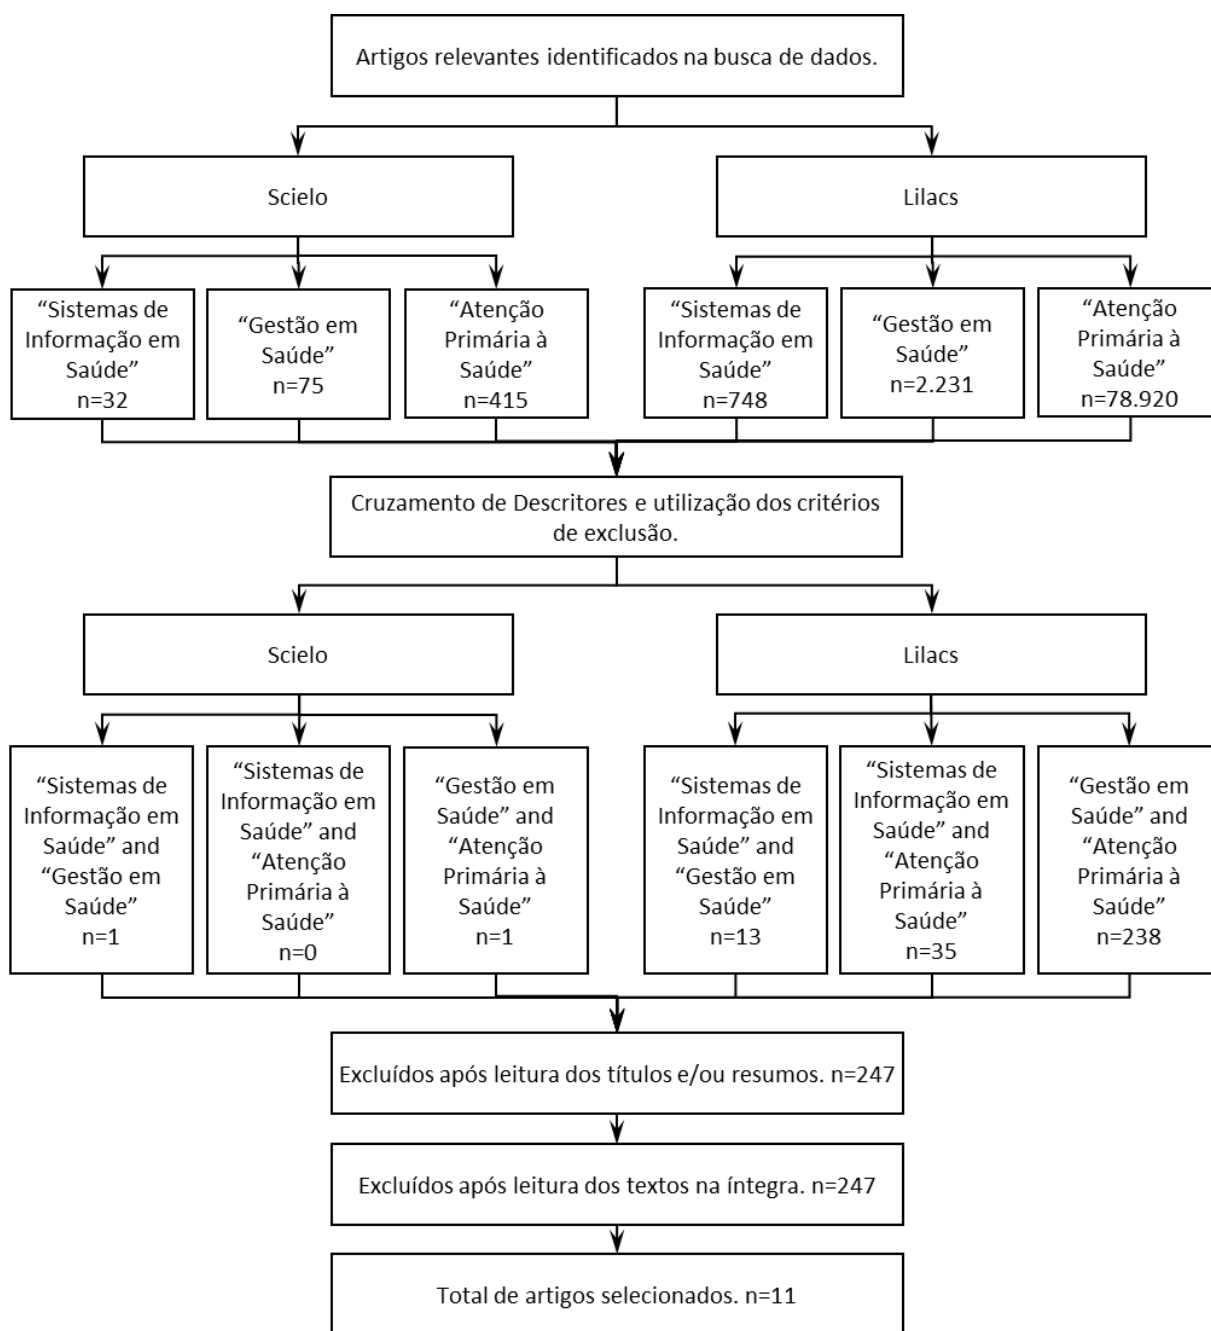 Artigos relevantes identificados na busca de dados.
Scielo
Lilacs
“Sistemas de
Informação em
Saúde”
n=32
“Gestão em
Saúde”
n=75
“Atenção
Primária à
Saúde”
n=415
“Sistemas de
Informação em
Saúde”
n=748
“Gestão em
Saúde”
n=2.231
“Atenção
Primária à
Saúde”
n=78.920
Cruzamento de Descritores e utilização dos critérios
de exclusão.
Scielo
Lilacs
“Sistemas de
Informação em
Saúde” and
“Gestão em
Saúde”
n=1
“Sistemas de
Informação em
Saúde” and
“Atenção
Primária à
Saúde”
n=0
“Gestão em
Saúde” and
“Atenção
Primária à
Saúde”
n=1
“Sistemas de
Informação em
Saúde” and
“Gestão em
Saúde”
n=13
“Sistemas de
Informação em
Saúde” and
“Atenção
Primária à
Saúde”
n=35
“Gestão em
Saúde” and
“Atenção
Primária à
Saúde”
n=238
Excluídos após leitura dos títulos e/ou resumos. n=247
Excluídos após leitura dos textos na íntegra. n=247
Total de artigos selecionados. n=11